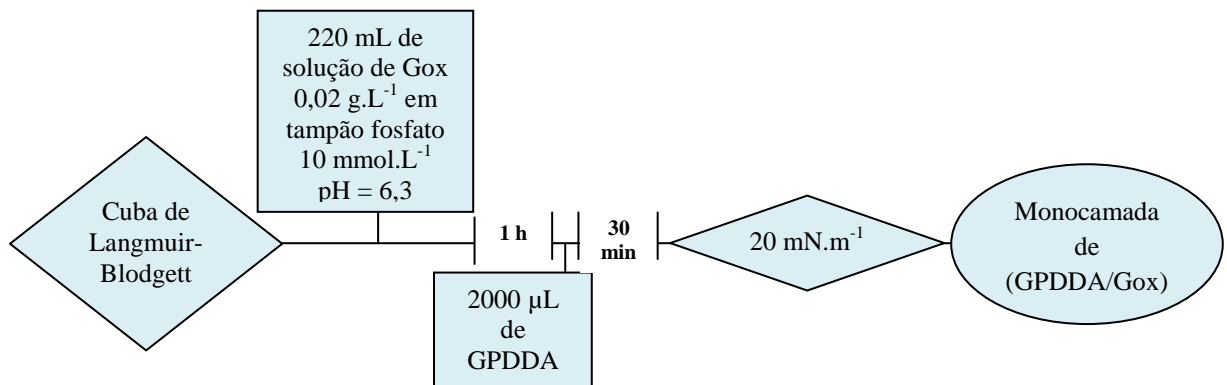 220 mL de
solução de Gox
0,02 g.L⁻¹ em
tampão fosfato
10 mmol.L⁻¹
pH = 6,3
Cuba de
Langmuir-
Blodgett
1 h
30
min
2000 µL
de
GPDDA
20 mN.m⁻¹
Monocamada
de
(GPDDA/Gox)